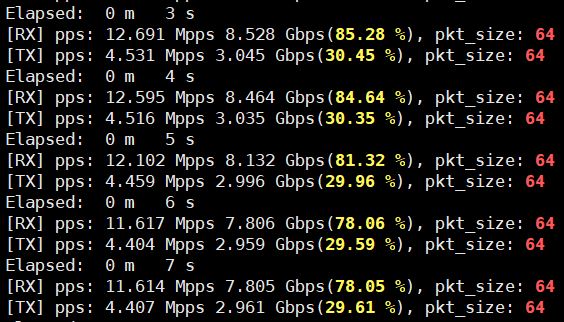 Elapsed:  0 m   3 s
[RX] pps: 12.691 Mpps 8.528 Gbps(85.28 %), pkt_size: 64
[TX] pps: 4.531 Mpps 3.045 Gbps(30.45 %), pkt_size: 64
Elapsed:  0 m   4 s
[RX] pps: 12.595 Mpps 8.464 Gbps(84.64 %), pkt_size: 64
[TX] pps: 4.516 Mpps 3.035 Gbps(30.35 %), pkt_size: 64
Elapsed:  0 m   5 s
[RX] pps: 12.102 Mpps 8.132 Gbps(81.32 %), pkt_size: 64
[TX] pps: 4.459 Mpps 2.996 Gbps(29.96 %), pkt_size: 64
Elapsed:  0 m   6 s
[RX] pps: 11.617 Mpps 7.806 Gbps(78.06 %), pkt_size: 64
[TX] pps: 4.404 Mpps 2.959 Gbps(29.59 %), pkt_size: 64
Elapsed:  0 m   7 s
[RX] pps: 11.614 Mpps 7.805 Gbps(78.05 %), pkt_size: 64
[TX] pps: 4.407 Mpps 2.961 Gbps(29.61 %), pkt_size: 64